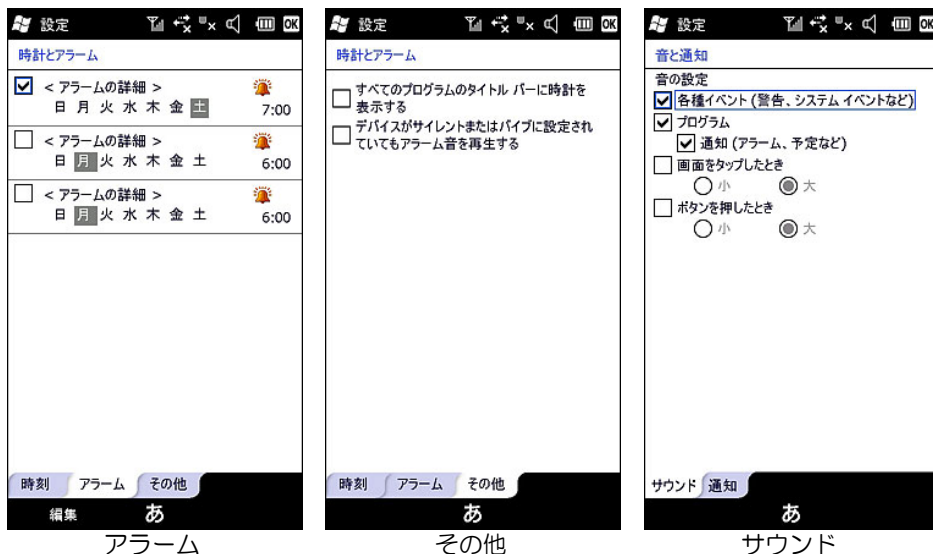 設定
OK
時計とアラーム
< アラームの詳細 >
日 月 火 水 木 金 土
7:00
< アラームの詳細 >
日 月 火 水 木 金 土
6:00
< アラームの詳細 >
日 月 火 水 木 金 土
6:00
時刻 アラーム その他
編集 あ
アラーム
設定
OK
時計とアラーム
すべてのプログラムのタイトル バーに時計を
表示する
デバイスがサイレントまたはバイブに設定され
ていてもアラーム音を再生する
時刻 アラーム その他
あ
その他
設定
OK
音と通知
音の設定
各種イベント (警告、システム イベントなど)
プログラム
通知 (アラーム、予定など)
画面をタップしたとき
小 大
ボタンを押したとき
小 大
サウンド 通知
あ
サウンド